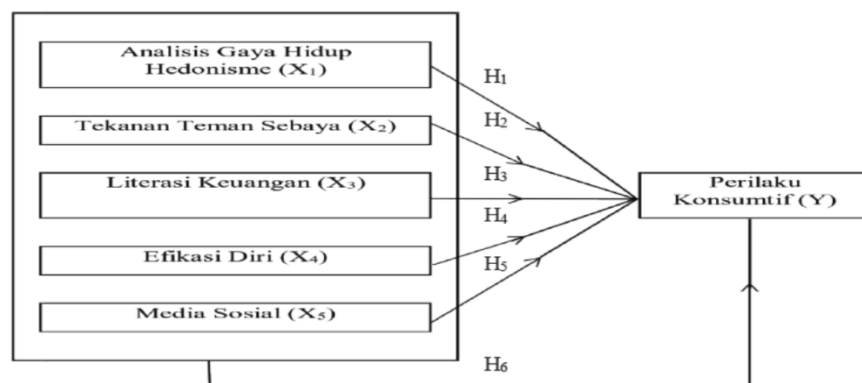 Analisis Gaya Hidup
Hedonisme (X₁)
H₁
Tekanan Teman Sebaya (X₂)
H₂
Literasi Keuangan (X₃)
H₃
Perilaku
Konsumtif (Y)
H₄
Efikasi Diri (X₄)
H₅
Media Sosial (X₅)
H₆